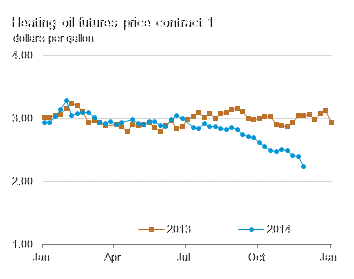 Heating oil futures price contract 1
dollars per gallon
4.00
3.00
2.00
1.00
Jan Apr Jul Oct Jan
2013 2014